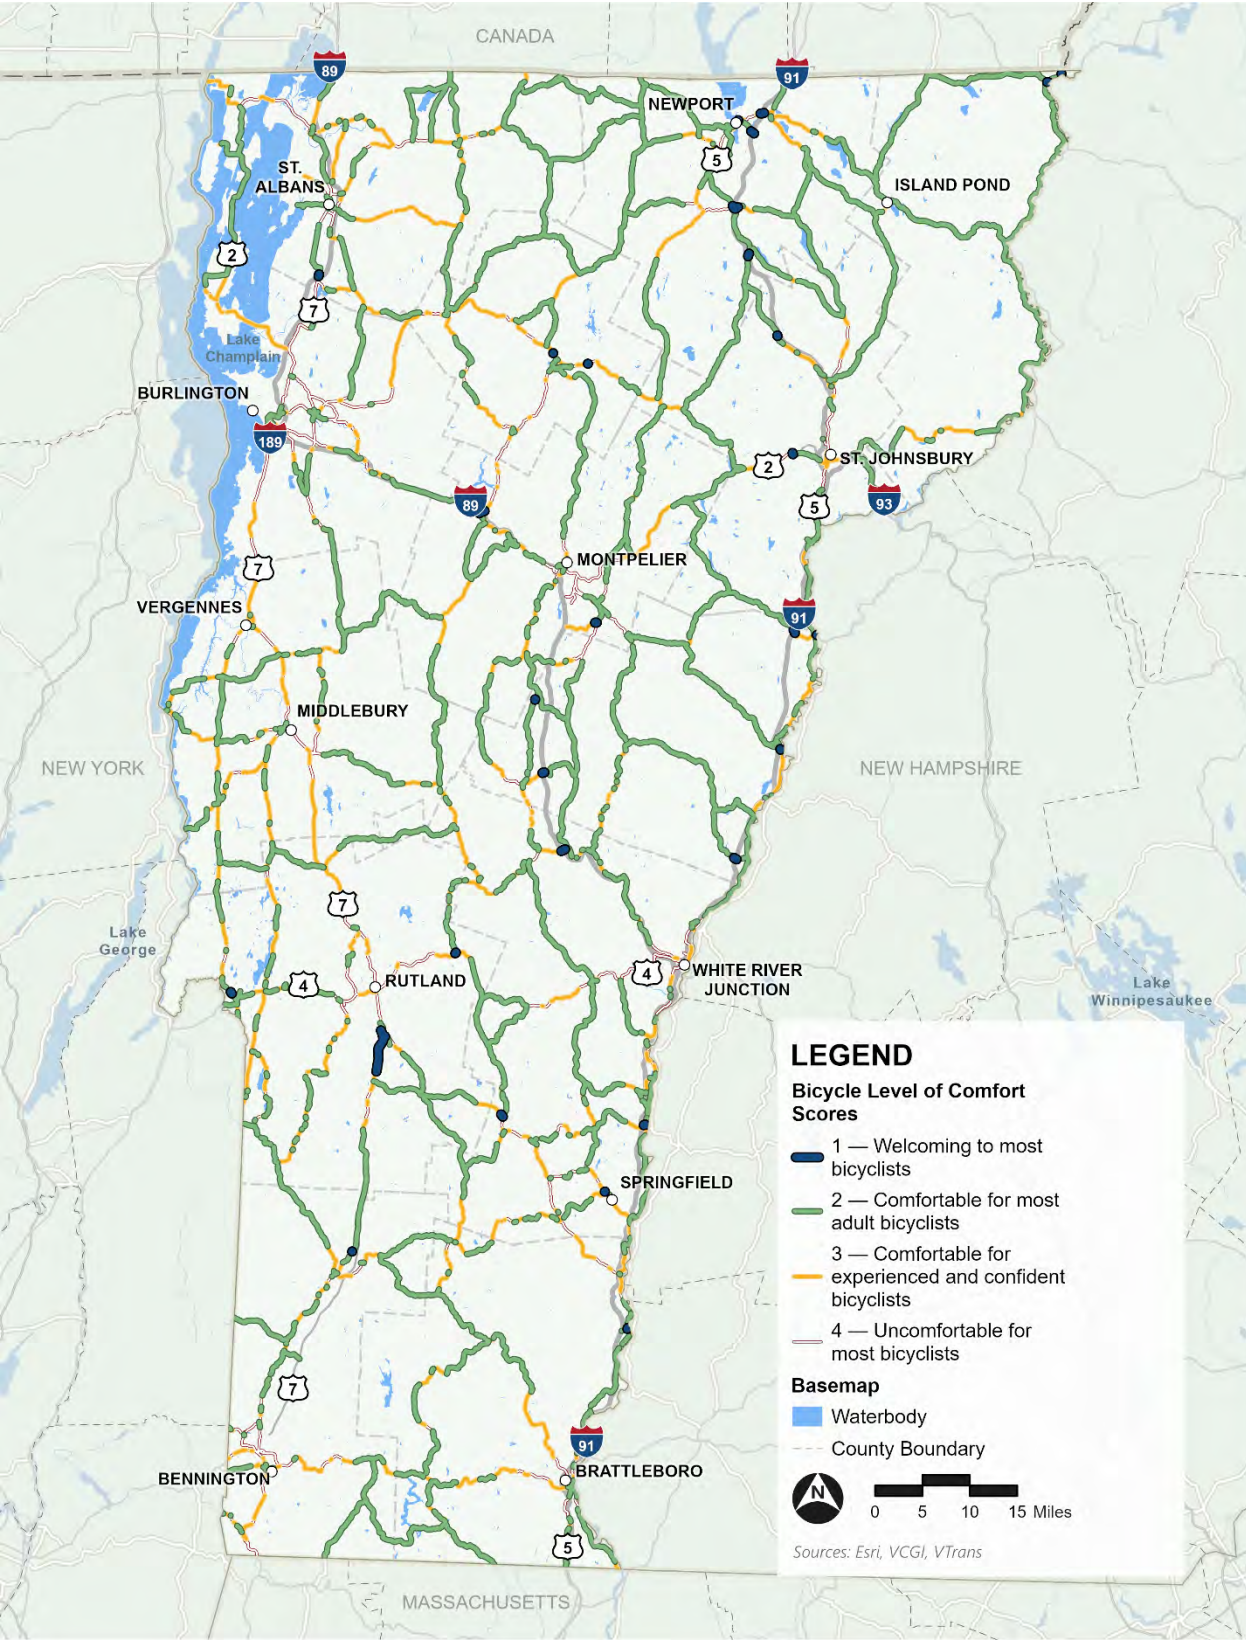 CANADA
89
91
NEWPORT
5
ST.
ALBANS
ISLAND POND
2
7
Lake
Champlain
BURLINGTON
189
2
ST. JOHNSBURY
89
93
5
MONTPELIER
7
VERGENNES
91
MIDDLEBURY
NEW YORK
NEW HAMPSHIRE
7
Lake
George
4
RUTLAND
4
WHITE RIVER
JUNCTION
Lake
Winnipesaukee
SPRINGFIELD
7
91
BENNINGTON
BRATTLEBORO
5
MASSACHUSETTS
LEGEND
Bicycle Level of Comfort
Scores
1 — Welcoming to most
bicyclists
2 — Comfortable for most
adult bicyclists
3 — Comfortable for
experienced and confident
bicyclists
4 — Uncomfortable for
most bicyclists
Basemap
Waterbody
County Boundary
N
0 5 10 15 Miles
Sources: Esri, VCGI, VTrans